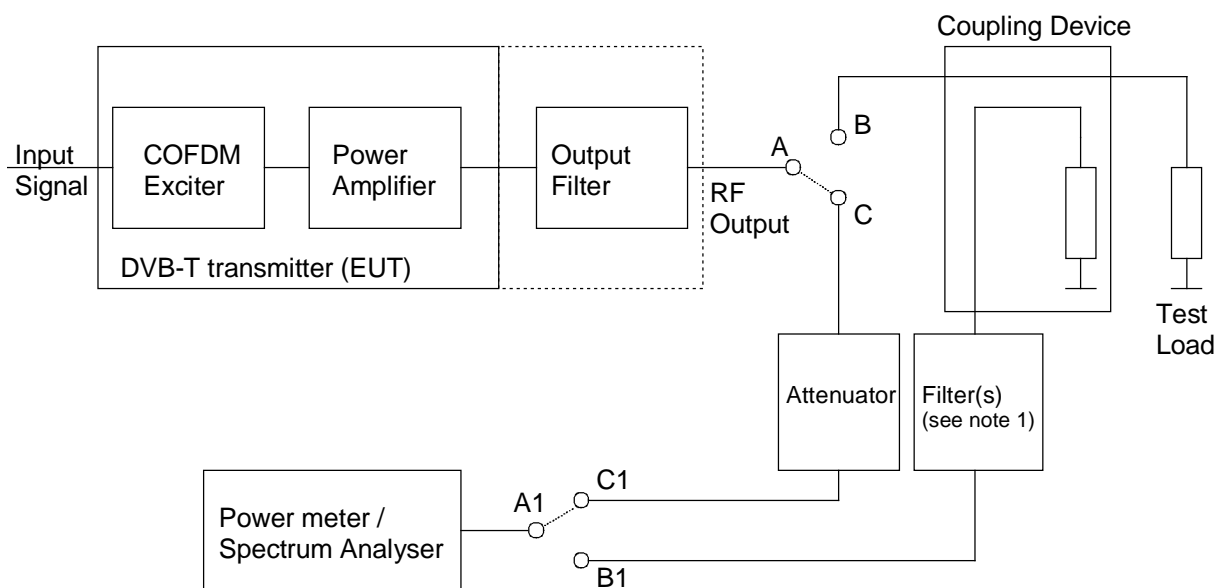 Coupling Device
B
A
C
Input
Signal
COFDM
Exciter
Power
Amplifier
Output
Filter
RF
Output
DVB-T transmitter (EUT)
Test
Load
Attenuator
Filter(s)
(see note 1)
C1
A1
B1
Power meter /
Spectrum Analyser